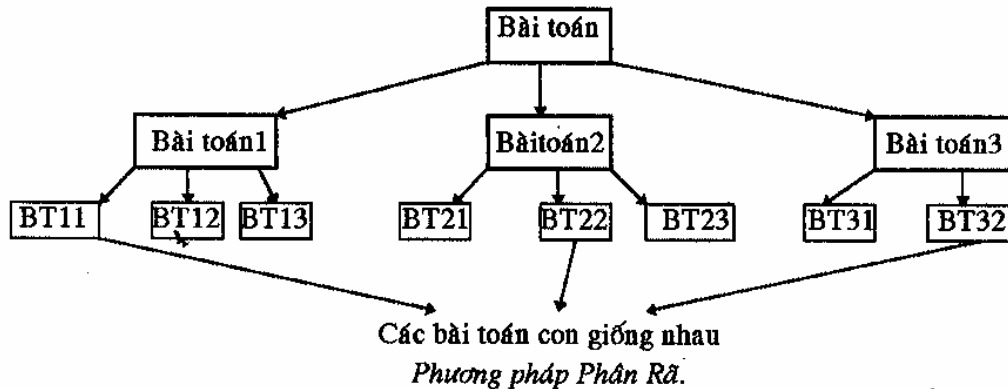 Bài toán
Bài toán1 Bàitoán2 Bài toán3
BT11 BT12 BT13 BT21 BT22 BT23 BT31 BT32
Các bài toán con giống nhau
Phương pháp Phân Rã.